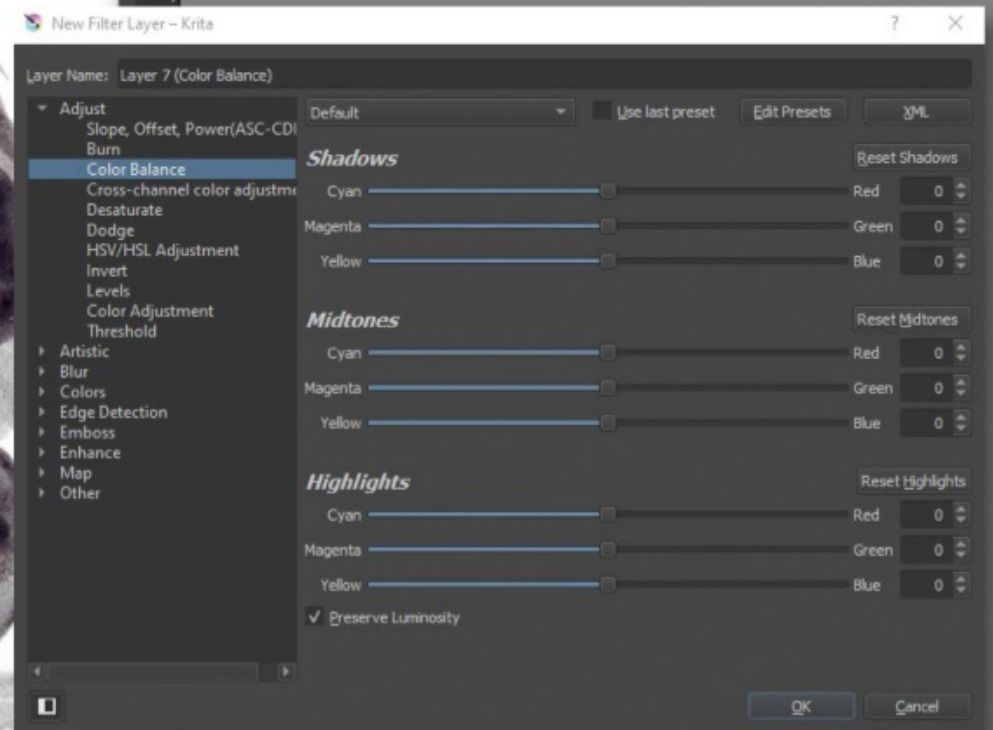 New Filter Layer – Krita
?
Layer Name: Layer 7 (Color Balance)
Adjust
Slope, Offset, Power(ASC-CDI
Burn
Color Balance
Cross-channel color adjustme
Desaturate
Dodge
HSV/HSL Adjustment
Invert
Levels
Color Adjustment
Threshold
Artistic
Blur
Colors
Edge Detection
Emboss
Enhance
Map
Other
Default
Use last preset
Edit Presets
XML
Shadows
Reset Shadows
Cyan Red 0
Magenta Green 0
Yellow Blue 0
Midtones
Reset Midtones
Cyan Red 0
Magenta Green 0
Yellow Blue 0
Highlights
Reset Highlights
Cyan Red 0
Magenta Green 0
Yellow Blue 0
Preserve Luminosity
OK
Cancel